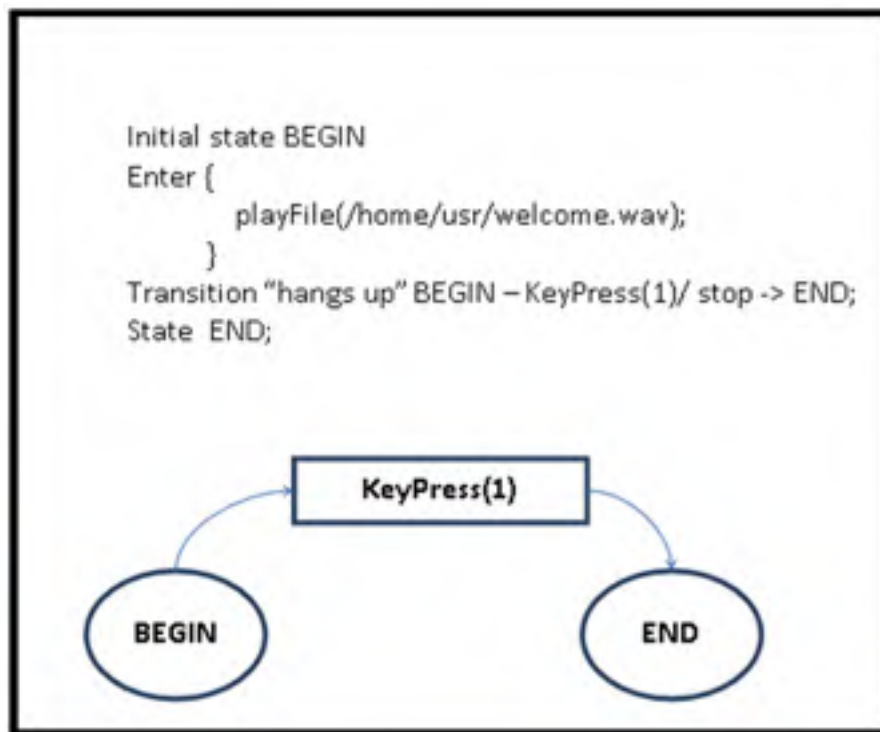 Initial state BEGIN
Enter {
playFile(/home/usr/welcome.wav);
}
Transition “hangs up” BEGIN – KeyPress(1)/ stop -> END;
State END;
KeyPress(1)
BEGIN
END